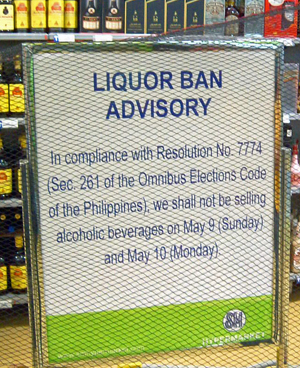 LIQUOR BAN
ADVISORY
In compliance with Resolution No. 7774
(Sec. 261 of the Omnibus Elections Code
of the Philippines), we shall not be selling
alcoholic beverages on May 9 (Sunday)
and May 10 (Monday)
SM
HYPERMARKET